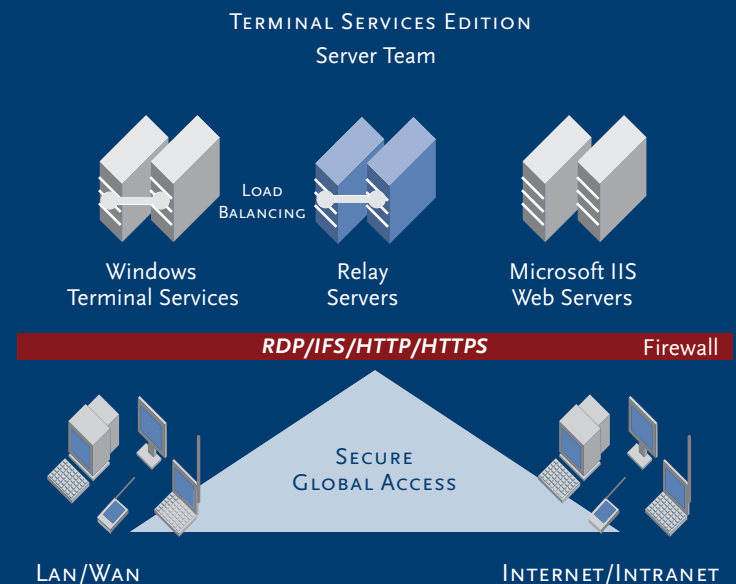 Terminal Services Edition
Server Team
Load
Balancing
Windows
Terminal Services
Relay
Servers
Microsoft IIS
Web Servers
RDP/IFS/HTTP/HTTPS
Firewall
Secure
Global Access
Lan/Wan
Internet/Intranet